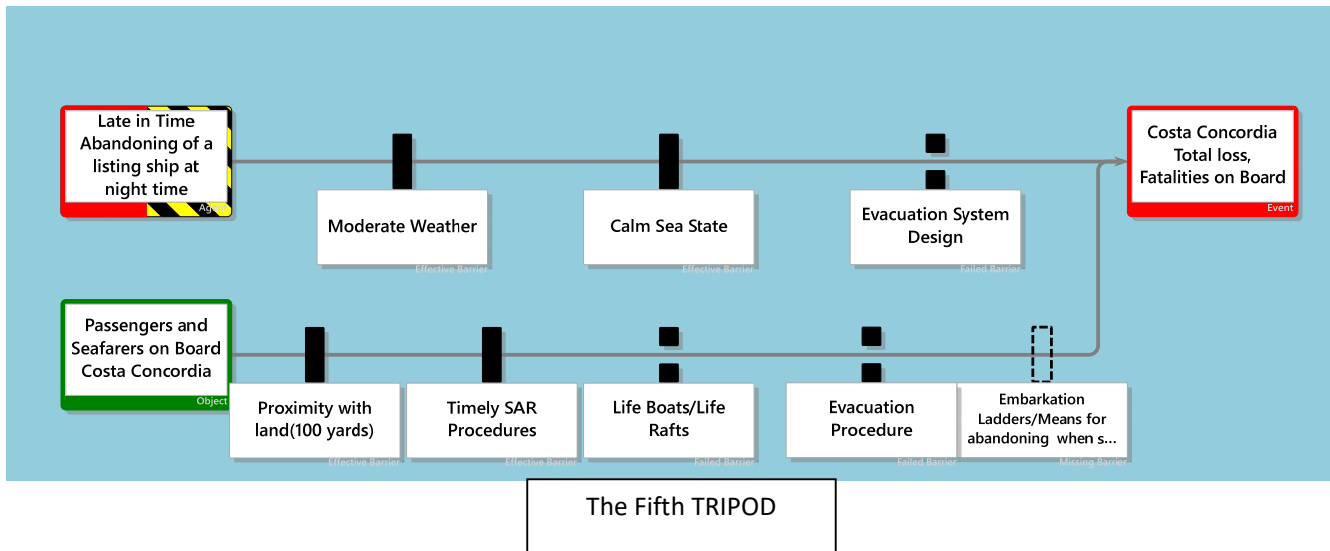 Late in Time
Abandoning of a
listing ship at
night time
Costa Concordia
Total loss,
Fatalities on Board
Event
Moderate Weather
Effective Barrier
Calm Sea State
Effective Barrier
Evacuation System
Design
Failed Barrier
Passengers and
Seafarers on Board
Costa Concordia
Object
Proximity with
land(100 yards)
Effective Barrier
Timely SAR
Procedures
Effective Barrier
Life Boats/Life
Rafts
Failed Barrier
Evacuation
Procedure
Failed Barrier
Embarkation
Ladders/Means for
abandoning when s...
Missing Barrier
The Fifth TRIPOD